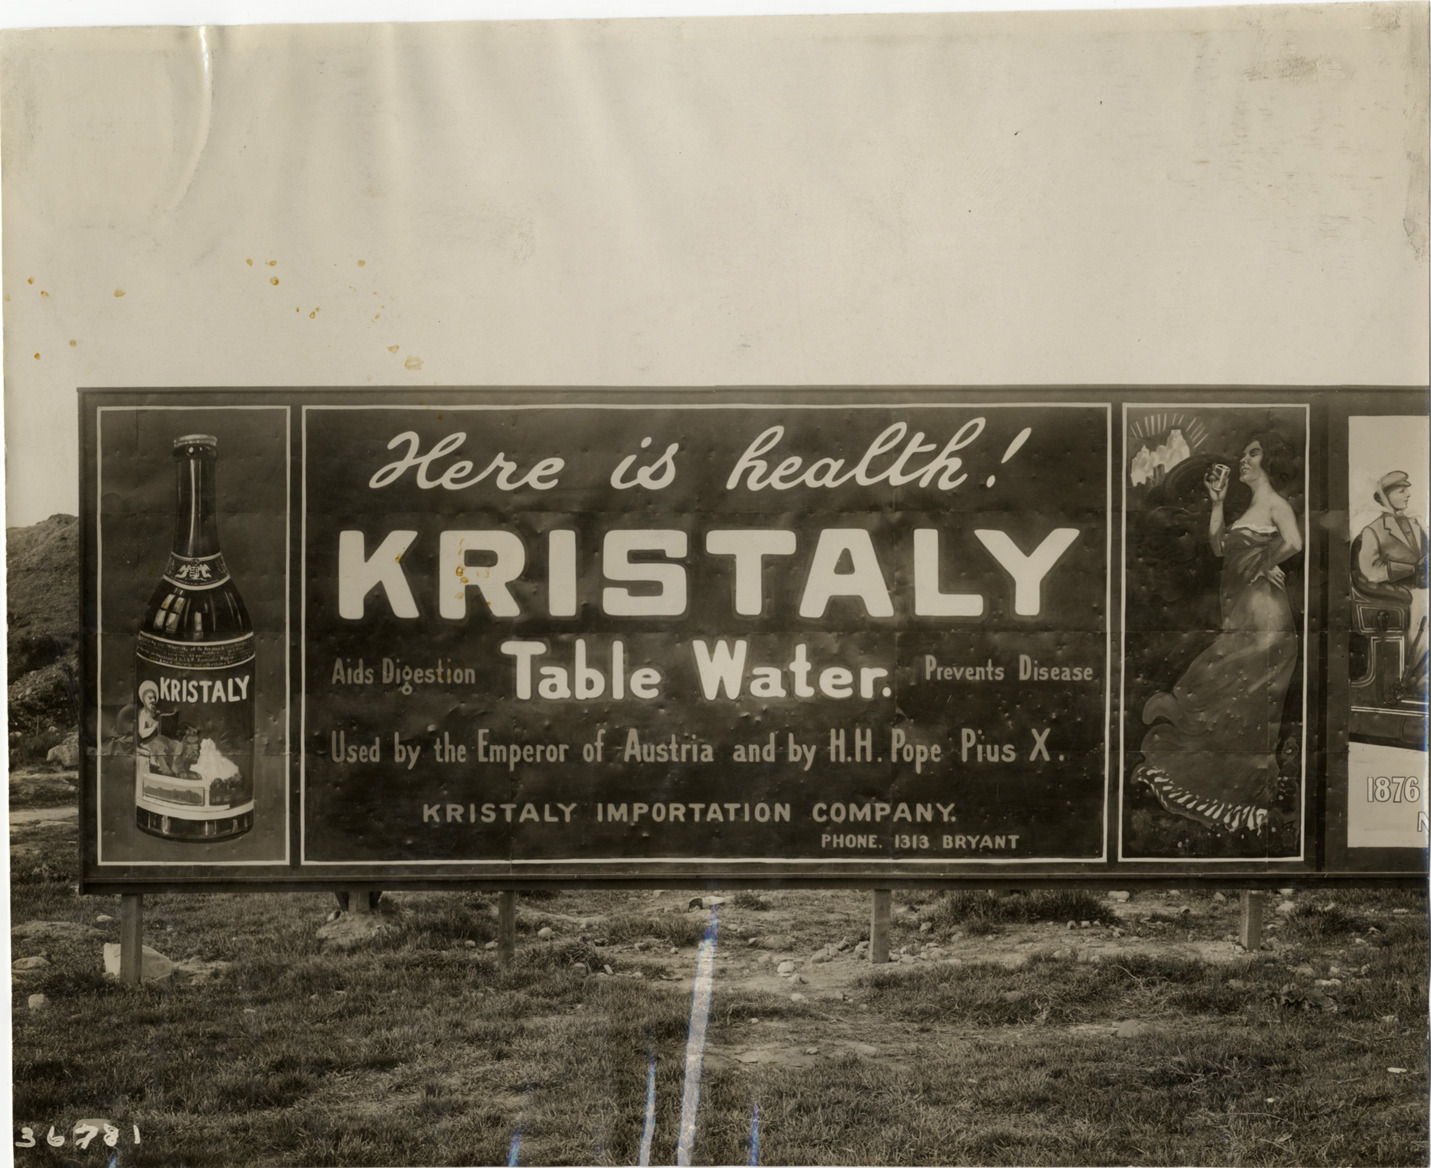 Here is health!
KRISTALY
Aids Digestion Table Water. Prevents Disease
Used by the Emperor of Austria and by H.H. Pope Pius X.
KRISTALY IMPORTATION COMPANY.
PHONE. 1313 BRYANT
KRISTALY
1876
N
36781